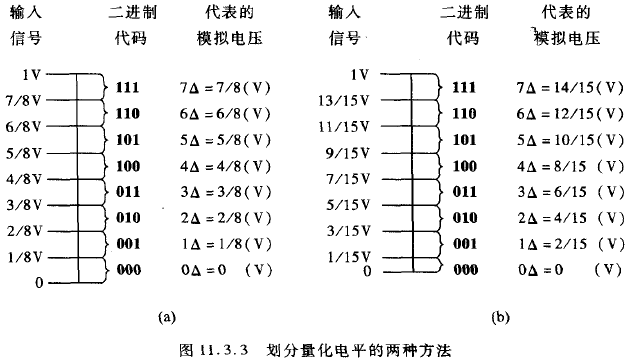 输入 二进制 代表的
信号 代码 模拟电压
1V
111 7Δ=7/8(V)
7/8V
110 6Δ=6/8(V)
6/8V
101 5Δ=5/8(V)
5/8V
100 4Δ=4/8(V)
4/8V
011 3Δ=3/8(V)
3/8V
010 2Δ=2/8(V)
2/8V
001 1Δ=1/8(V)
1/8V
000 0Δ=0 (V)
0
(a)
输入 二进制 代表的
信号 代码 模拟电压
1V
111 7Δ=14/15(V)
13/15V
110 6Δ=12/15(V)
11/15V
101 5Δ=10/15(V)
9/15V
100 4Δ=8/15 (V)
7/15V
011 3Δ=6/15 (V)
5/15V
010 2Δ=4/15 (V)
3/15V
001 1Δ=2/15 (V)
1/15V
000 0Δ=0 (V)
0
(b)
图 11.3.3 划分量化电平的两种方法